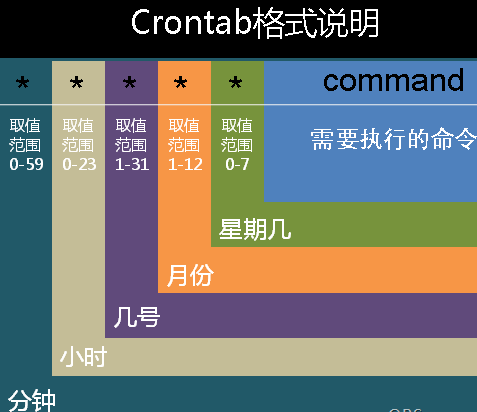 Crontab格式说明
* * * * * command
取值 取值 取值 取值 取值
范围 范围 范围 范围 范围
0-59 0-23 1-31 1-12 0-7
需要执行的命令
星期几
月份
几号
小时
分钟